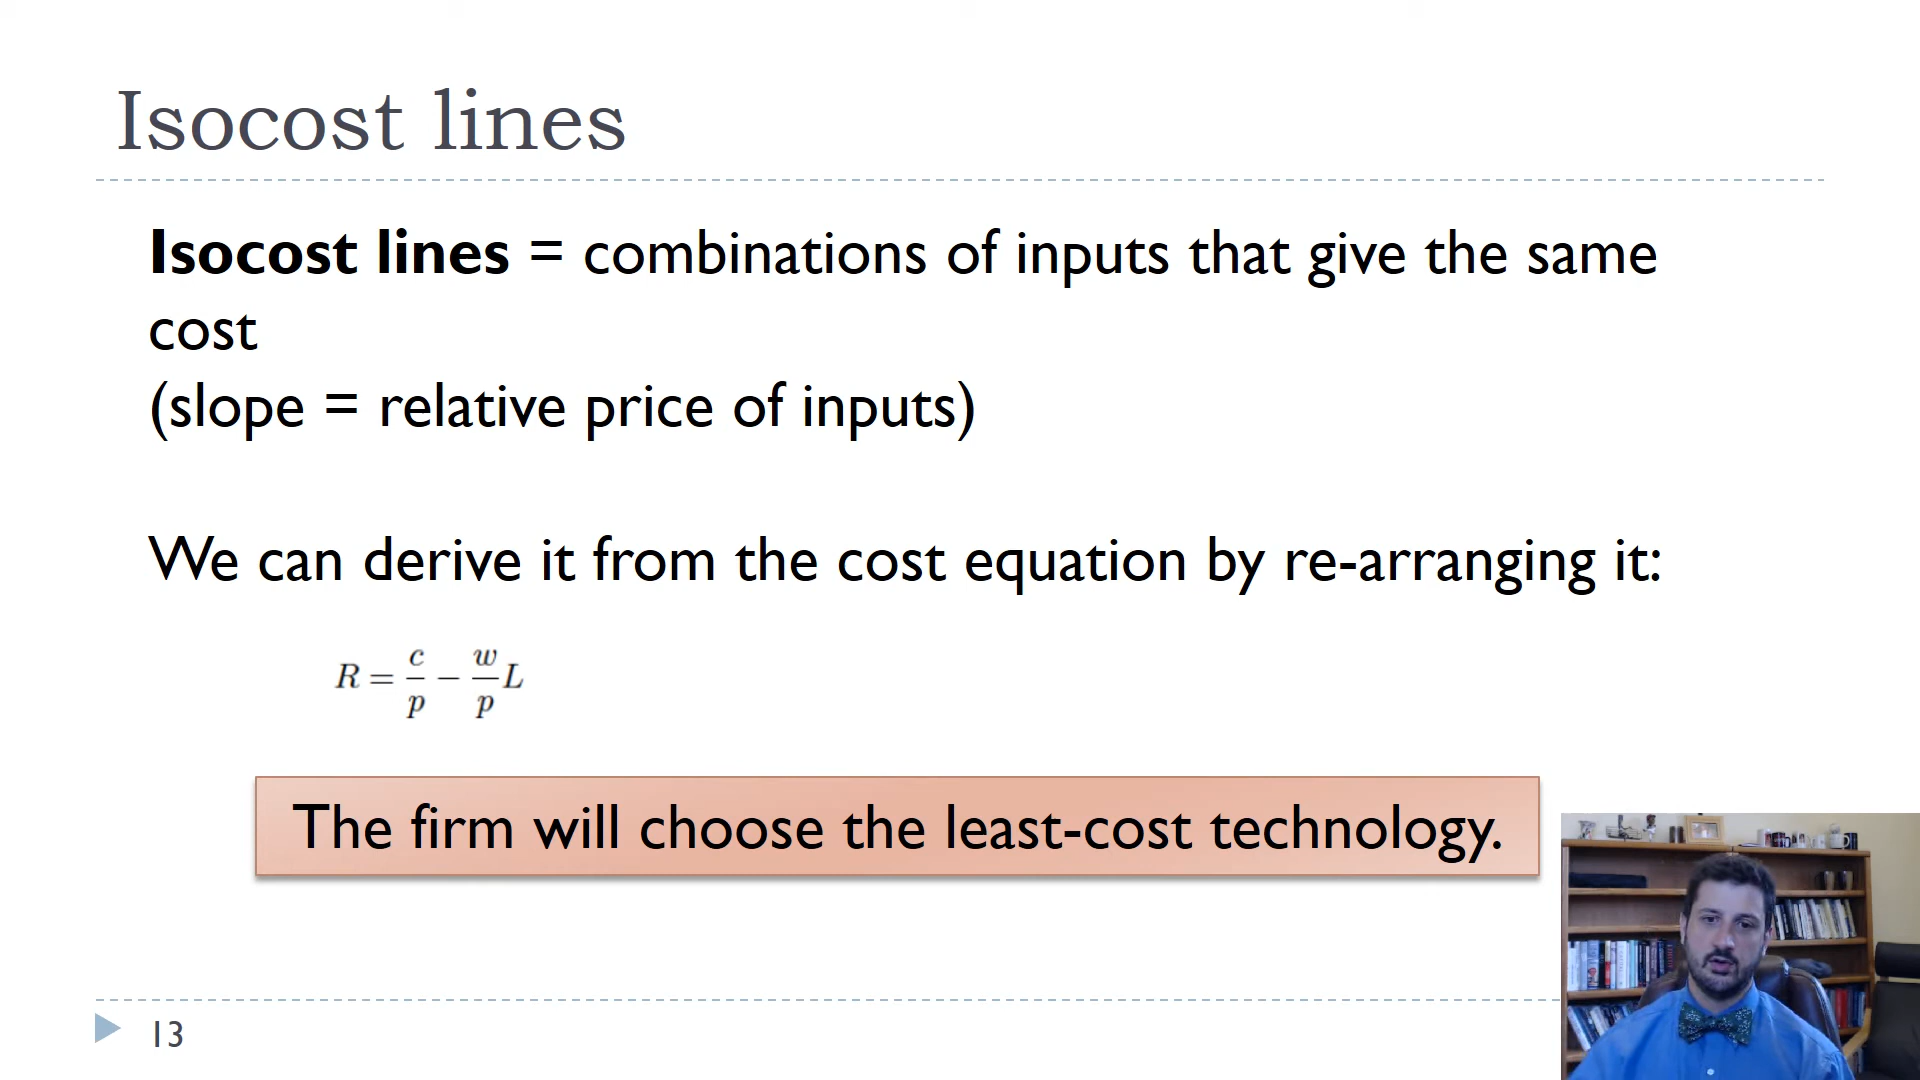 Isocost lines
Isocost lines = combinations of inputs that give the same
cost
(slope = relative price of inputs)
We can derive it from the cost equation by re-arranging it:
R = c/p − w/p L
The firm will choose the least-cost technology.
13